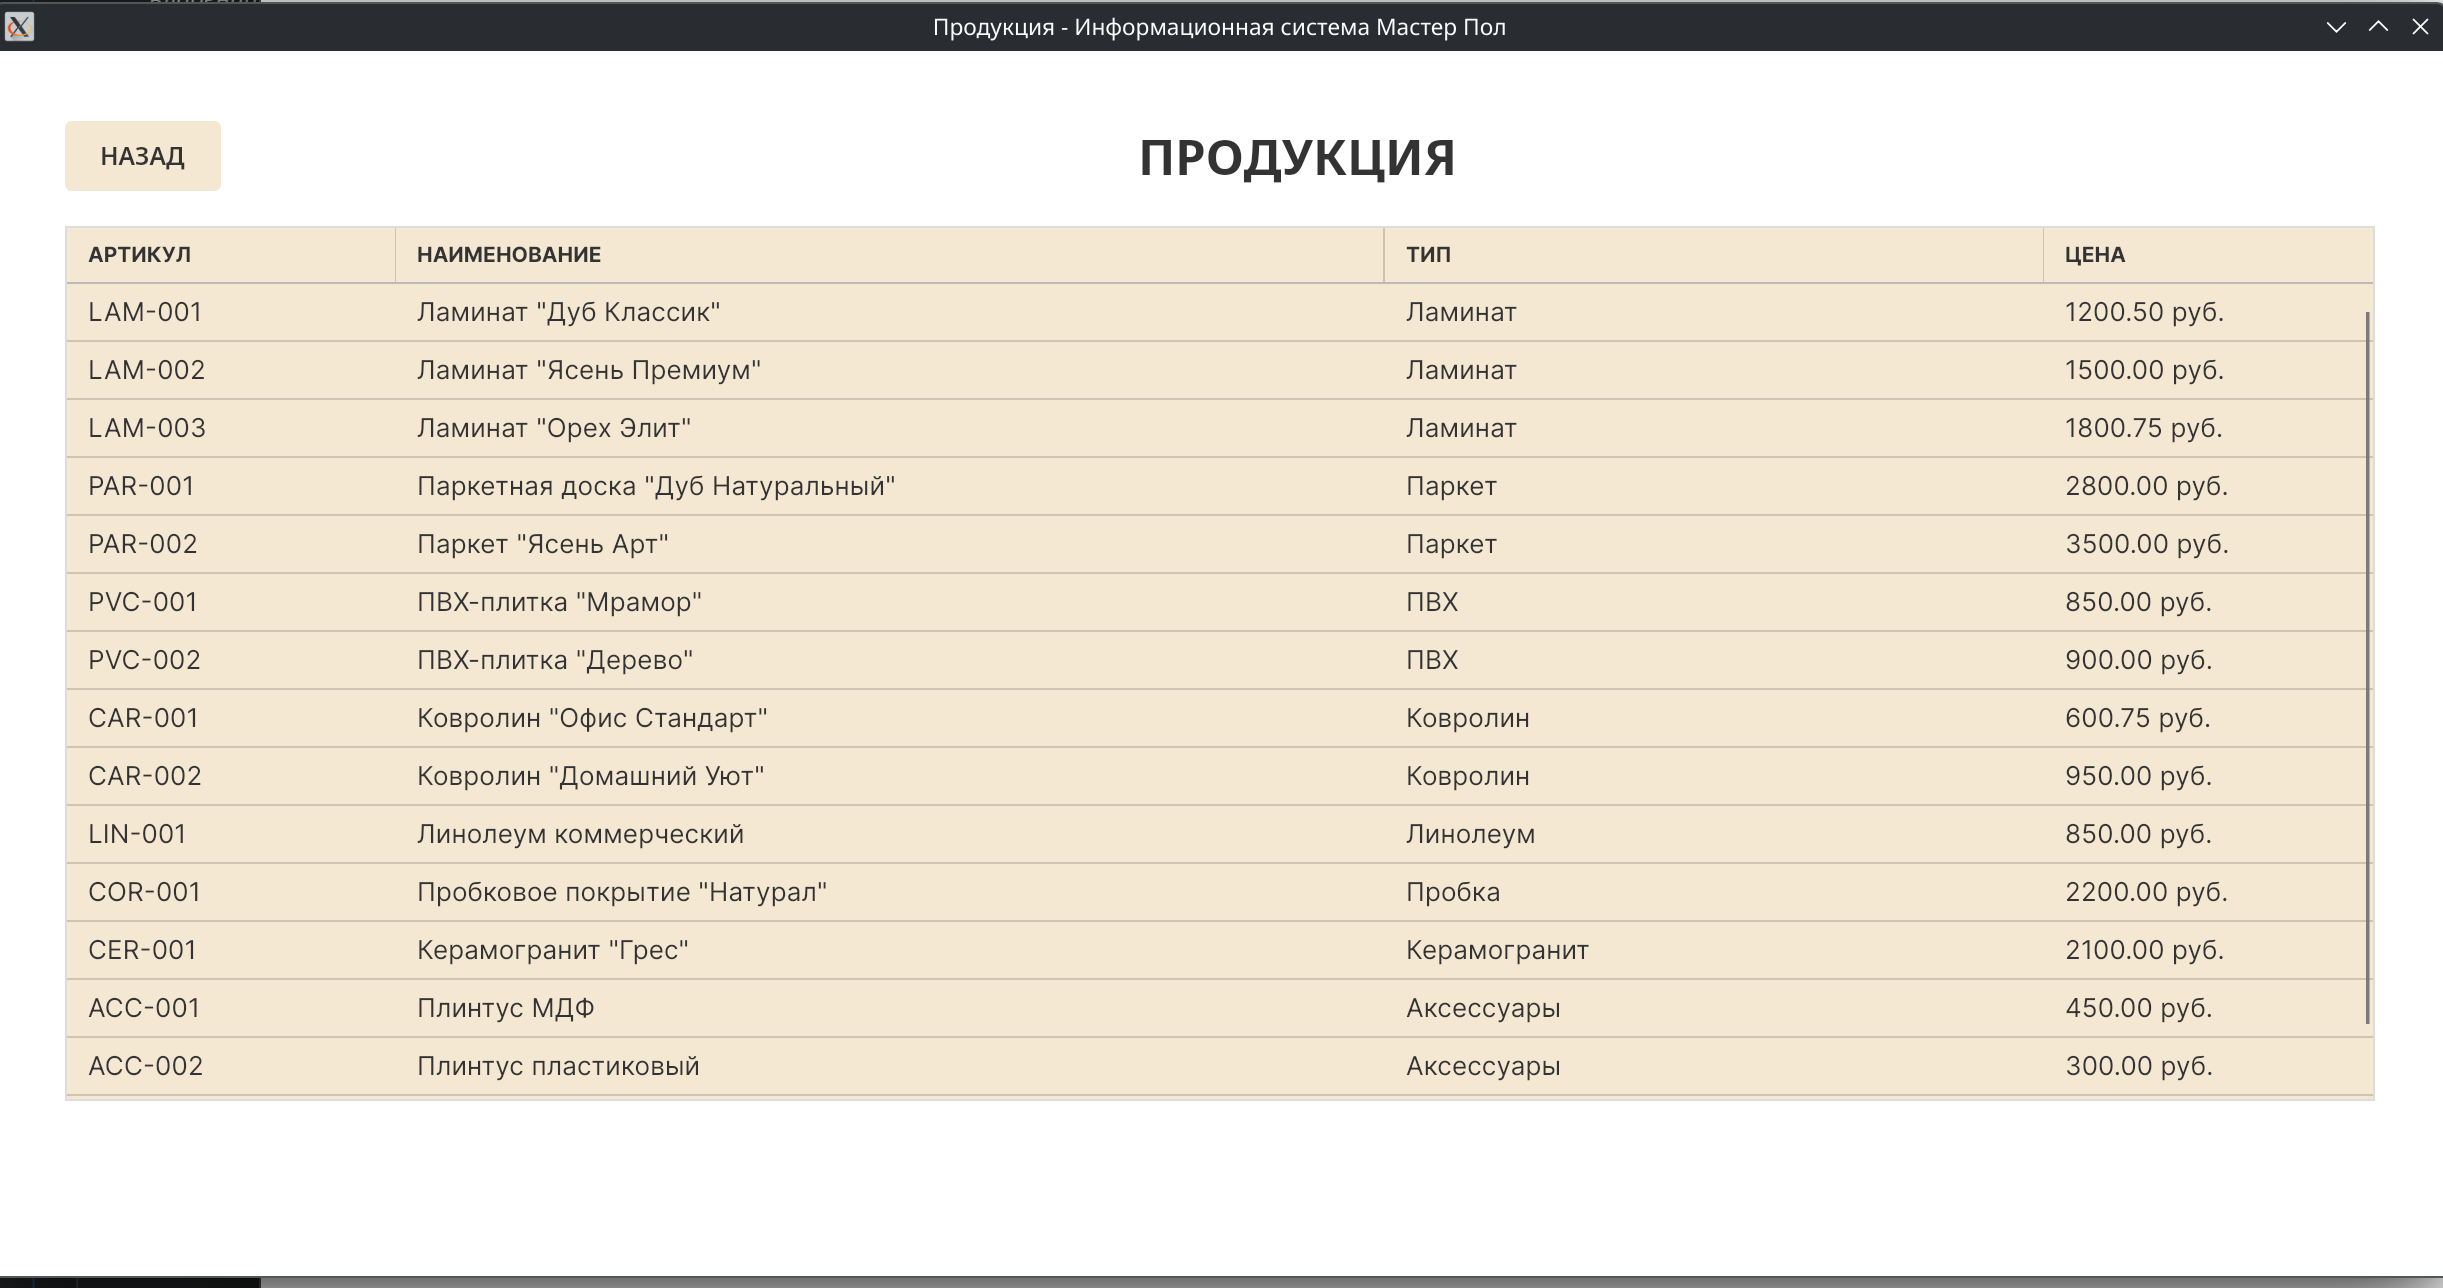 Продукция - Информационная система Мастер Пол
НАЗАД
ПРОДУКЦИЯ
АРТИКУЛ НАИМЕНОВАНИЕ ТИП ЦЕНА
LAM-001 Ламинат "Дуб Классик" Ламинат 1200.50 руб.
LAM-002 Ламинат "Ясень Премиум" Ламинат 1500.00 руб.
LAM-003 Ламинат "Орех Элит" Ламинат 1800.75 руб.
PAR-001 Паркетная доска "Дуб Натуральный" Паркет 2800.00 руб.
PAR-002 Паркет "Ясень Арт" Паркет 3500.00 руб.
PVC-001 ПВХ-плитка "Мрамор" ПВХ 850.00 руб.
PVC-002 ПВХ-плитка "Дерево" ПВХ 900.00 руб.
CAR-001 Ковролин "Офис Стандарт" Ковролин 600.75 руб.
CAR-002 Ковролин "Домашний Уют" Ковролин 950.00 руб.
LIN-001 Линолеум коммерческий Линолеум 850.00 руб.
COR-001 Пробковое покрытие "Натурал" Пробка 2200.00 руб.
CER-001 Керамогранит "Грес" Керамогранит 2100.00 руб.
ACC-001 Плинтус МДФ Аксессуары 450.00 руб.
ACC-002 Плинтус пластиковый Аксессуары 300.00 руб.